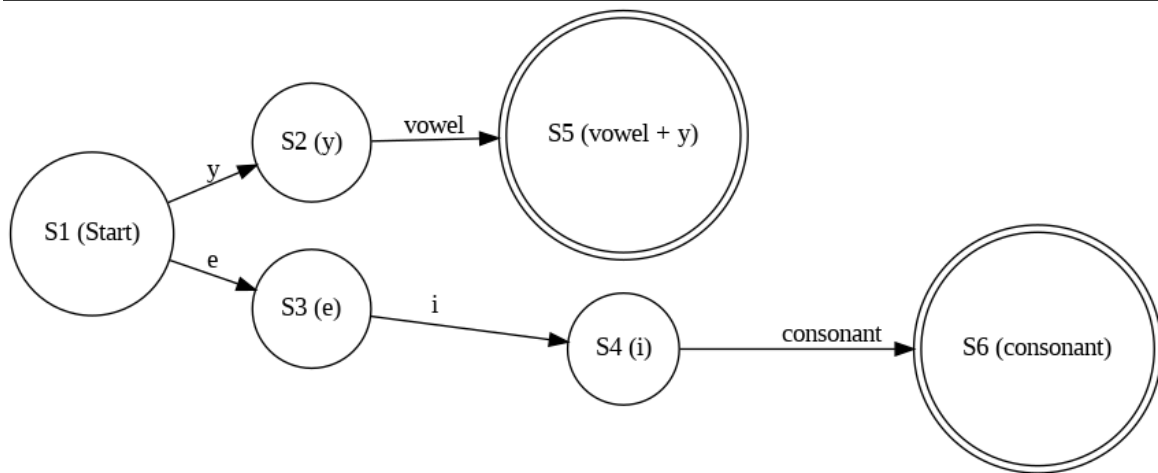 S1 (Start)
y
e
S2 (y)
vowel
S5 (vowel + y)
S3 (e)
i
S4 (i)
consonant
S6 (consonant)